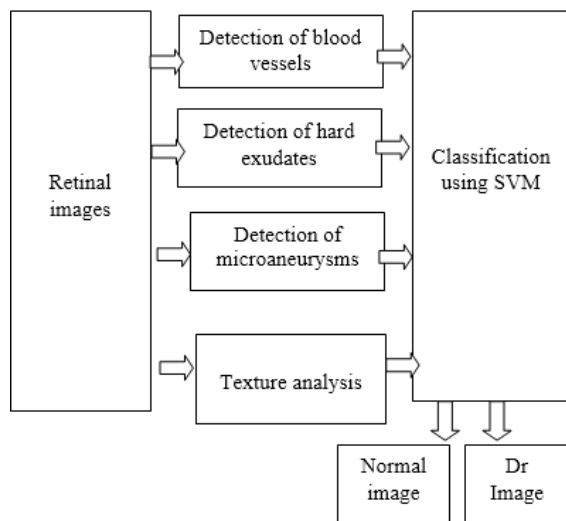 Retinal
images
Detection of blood
vessels
Detection of hard
exudates
Detection of
microaneurysms
Texture analysis
Classification
using SVM
Normal
image
Dr
Image